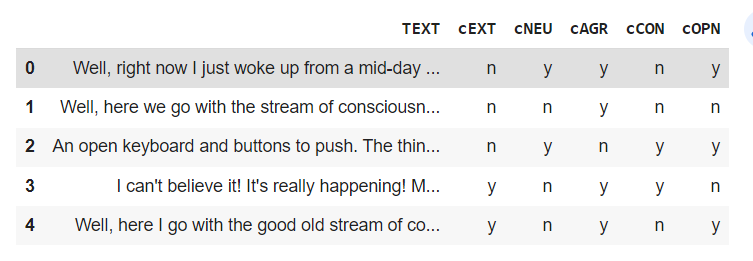 TEXT cEXT cNEU cAGR cCON cOPN
0 Well, right now I just woke up from a mid-day ... n y y n y
1 Well, here we go with the stream of consciousn... n n y n n
2 An open keyboard and buttons to push. The thin... n y n y y
3 I can't believe it! It's really happening! M... y n y y n
4 Well, here I go with the good old stream of co... y n y n y